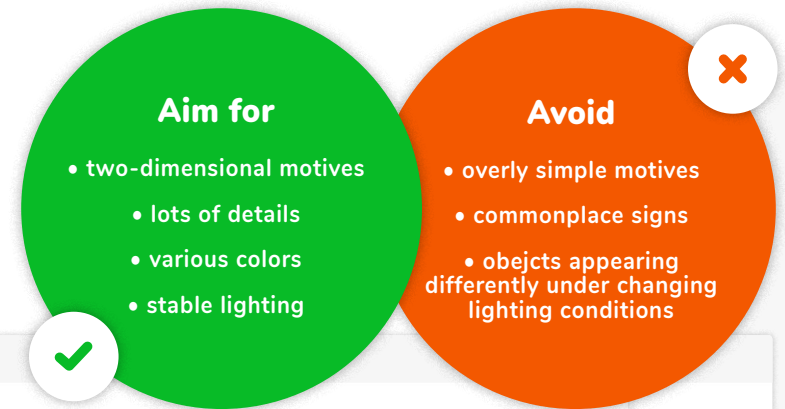 Aim for
• two-dimensional motives
• lots of details
• various colors
• stable lighting
Avoid
• overly simple motives
• commonplace signs
• obejcts appearing
differently under changing
lighting conditions